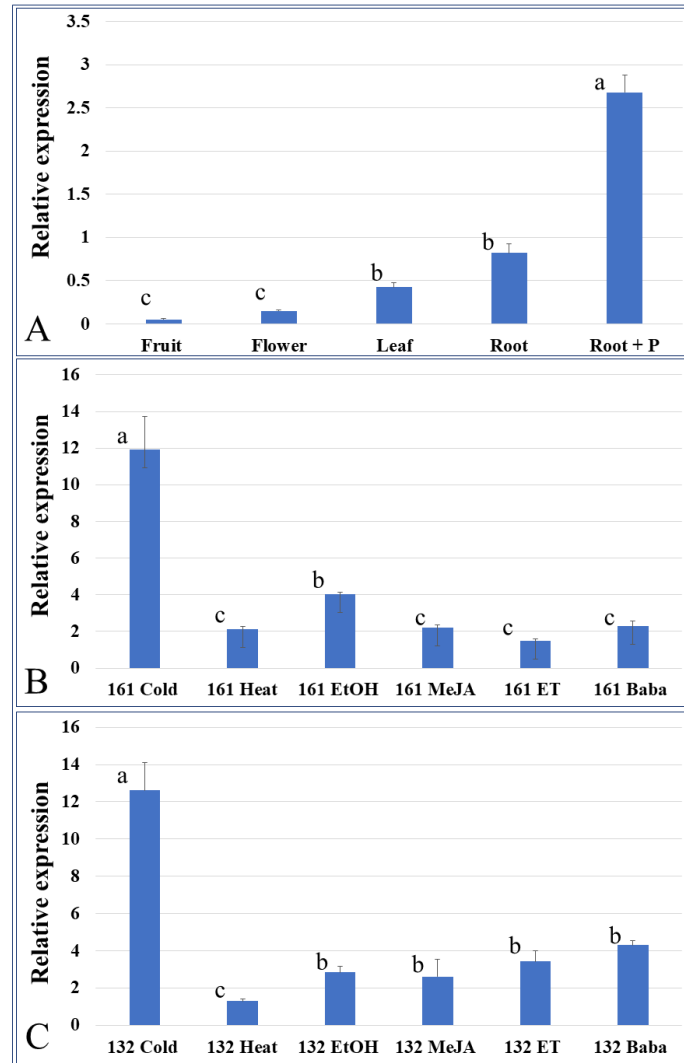 Relative expression
3.5
3
2.5
2
1.5
1
0.5
0
c
c
b
b
a
Fruit Flower Leaf Root Root + P
A
Relative expression
16
14
12
10
8
6
4
2
0
a
c
b
c
c
c
161 Cold 161 Heat 161 EtOH 161 MeJA 161 ET 161 Baba
B
Relative expression
16
14
12
10
8
6
4
2
0
a
c
b
b
b
b
132 Cold 132 Heat 132 EtOH 132 MeJA 132 ET 132 Baba
C